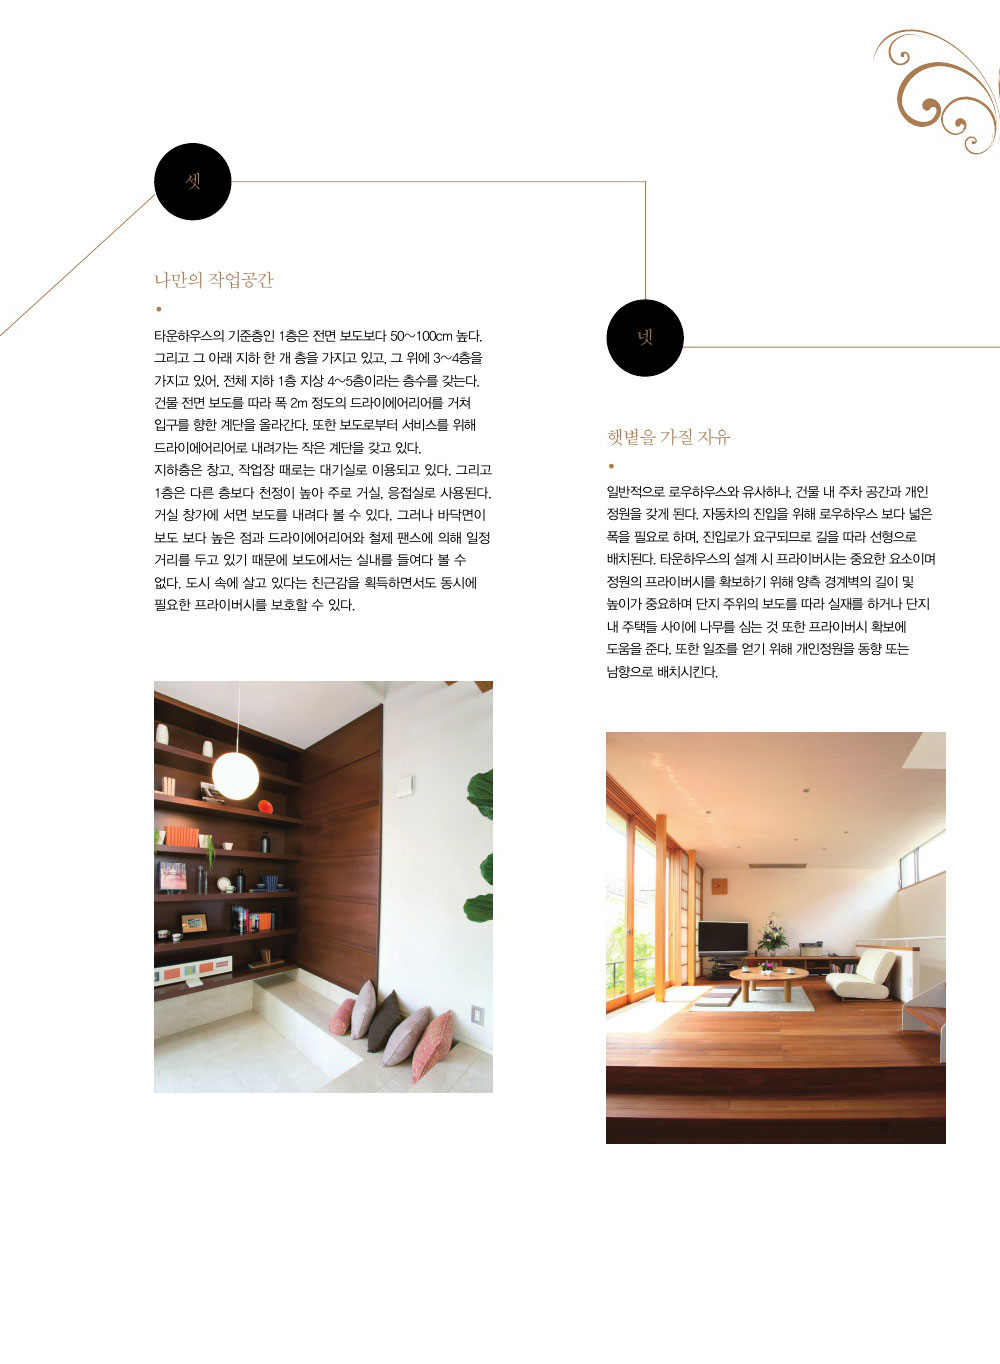 셋
나만의 작업공간
타운하우스의 기준층인 1층은 전면 보도보다 50~100cm 높다.
그리고 그 아래 지하 한 개 층을 가지고 있고, 그 위에 3~4층을
가지고 있어, 전체 지하 1층 지상 4~5층이라는 층수를 갖는다.
건물 전면 보도를 따라 폭 2m 정도의 드라이에어리어를 거쳐
입구를 향한 계단을 올라간다. 또한 보도로부터 서비스를 위해
드라이에어리어로 내려가는 작은 계단을 갖고 있다.
지하층은 창고, 작업장 때로는 대기실로 이용되고 있다. 그리고
1층은 다른 층보다 천정이 높아 주로 거실, 응접실로 사용된다.
거실 창가에 서면 보도를 내려다 볼 수 있다. 그러나 바닥면이
보도 보다 높은 점과 드라이에어리어와 철제 팬스에 의해 일정
거리를 두고 있기 때문에 보도에서는 실내를 들여다 볼 수
없다. 도시 속에 살고 있다는 친근감을 획득하면서도 동시에
필요한 프라이버시를 보호할 수 있다.
넷
햇볕을 가질 자유
일반적으로 로우하우스와 유사하나, 건물 내 주차 공간과 개인
정원을 갖게 된다. 자동차의 진입을 위해 로우하우스 보다 넓은
폭을 필요로 하며, 진입로가 요구되므로 길을 따라 선형으로
배치된다. 타운하우스의 설계 시 프라이버시는 중요한 요소이며
정원의 프라이버시를 확보하기 위해 양측 경계벽의 길이 및
높이가 중요하며 단지 주위의 보도를 따라 실재를 하거나 단지
내 주택들 사이에 나무를 심는 것 또한 프라이버시 확보에
도움을 준다. 또한 일조를 얻기 위해 개인정원을 동향 또는
남향으로 배치시킨다.